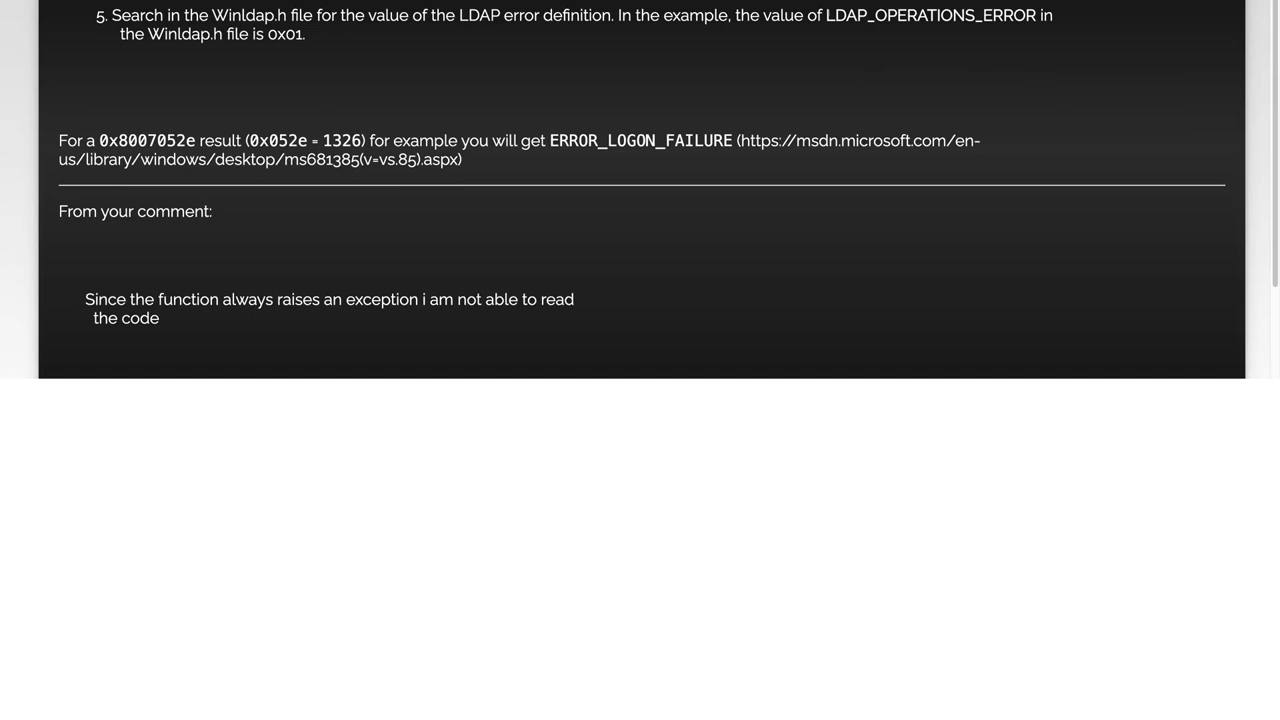 5. Search in the Winldap.h file for the value of the LDAP error definition. In the example, the value of LDAP_OPERATIONS_ERROR in
the Winldap.h file is 0x01.
For a 0x8007052e result (0x052e = 1326) for example you will get ERROR_LOGON_FAILURE (https://msdn.microsoft.com/en-
us/library/windows/desktop/ms681385(v=vs.85).aspx)
From your comment:
Since the function always raises an exception i am not able to read
the code